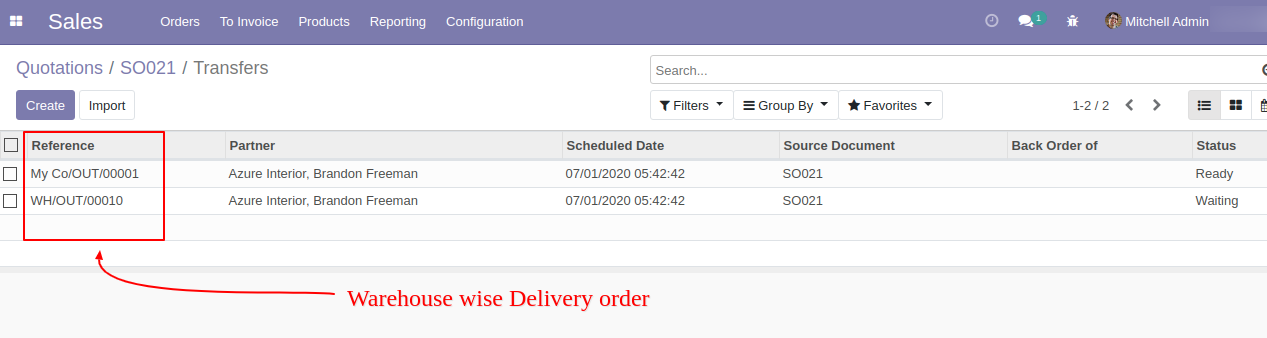 Sales Orders To Invoice Products Reporting Configuration 1 Mitchell Admin
Quotations / SO021 / Transfers
Search...
Create Import Filters Group By Favorites 1-2 / 2
Reference Partner Scheduled Date Source Document Back Order of Status
My Co/OUT/00001 Azure Interior, Brandon Freeman 07/01/2020 05:42:42 SO021 Ready
WH/OUT/00010 Azure Interior, Brandon Freeman 07/01/2020 05:42:42 SO021 Waiting
Warehouse wise Delivery order